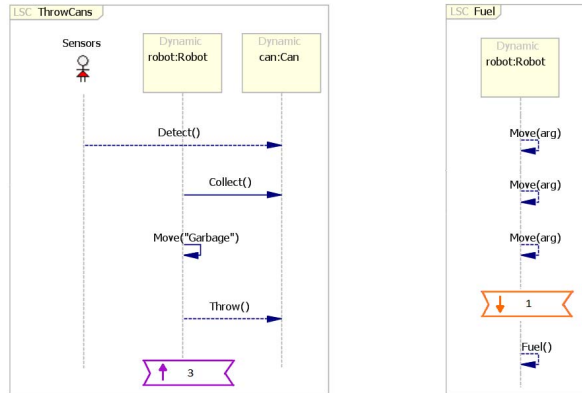 LSC ThrowCans
Sensors
Dynamic
robot:Robot
Dynamic
can:Can
Detect()
Collect()
Move("Garbage")
Throw()
3
LSC Fuel
Dynamic
robot:Robot
Move(arg)
Move(arg)
Move(arg)
1
Fuel()